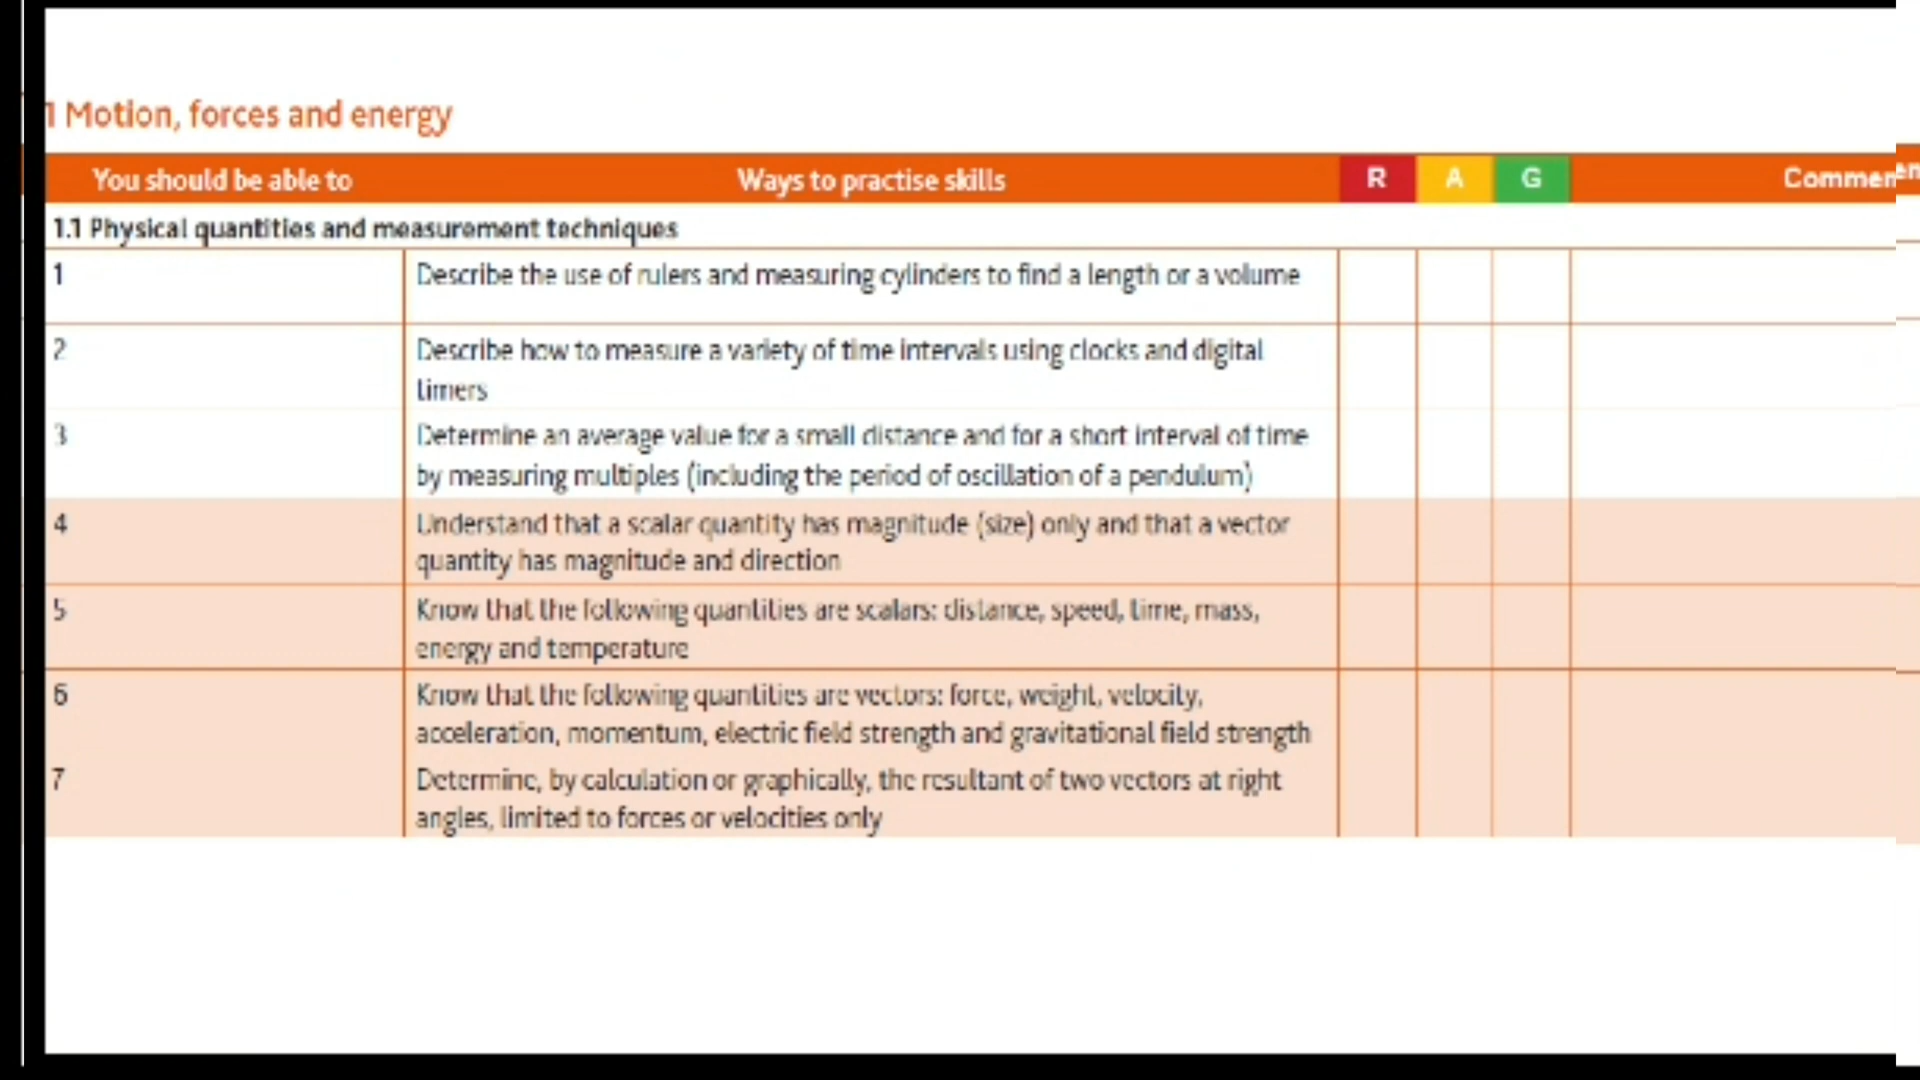 1 Motion, forces and energy
You should be able to Ways to practise skills R A G Commen
1.1 Physical quantities and measurement techniques
1 Describe the use of rulers and measuring cylinders to find a length or a volume
2 Describe how to measure a variety of time intervals using clocks and digital
timers
3 Determine an average value for a small distance and for a short interval of time
by measuring multiples (including the period of oscillation of a pendulum)
4 Understand that a scalar quantity has magnitude (size) only and that a vector
quantity has magnitude and direction
5 Know that the following quantities are scalars: distance, speed, time, mass,
energy and temperature
6 Know that the following quantities are vectors: force, weight, velocity,
acceleration, momentum, electric field strength and gravitational field strength
7 Determine, by calculation or graphically, the resultant of two vectors at right
angles, limited to forces or velocities only